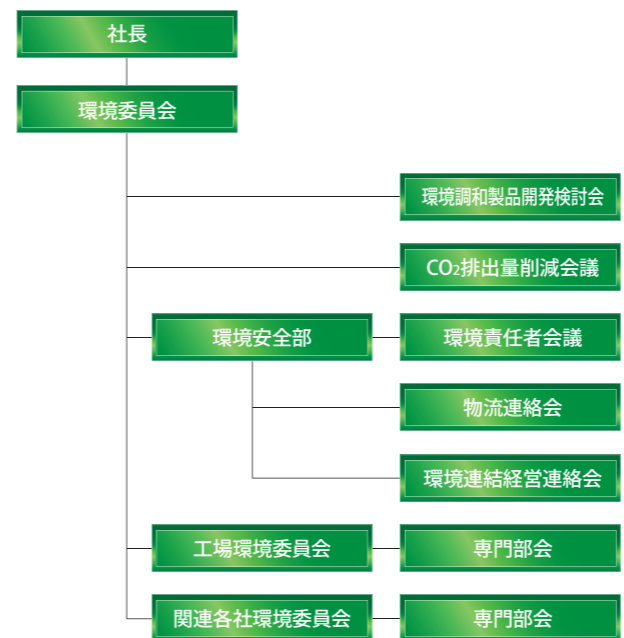 社長
環境委員会
環境調和製品開発検討会
CO2排出量削減会議
環境安全部
環境責任者会議
物流連絡会
環境連結経営連絡会
工場環境委員会
専門部会
関連各社環境委員会
専門部会